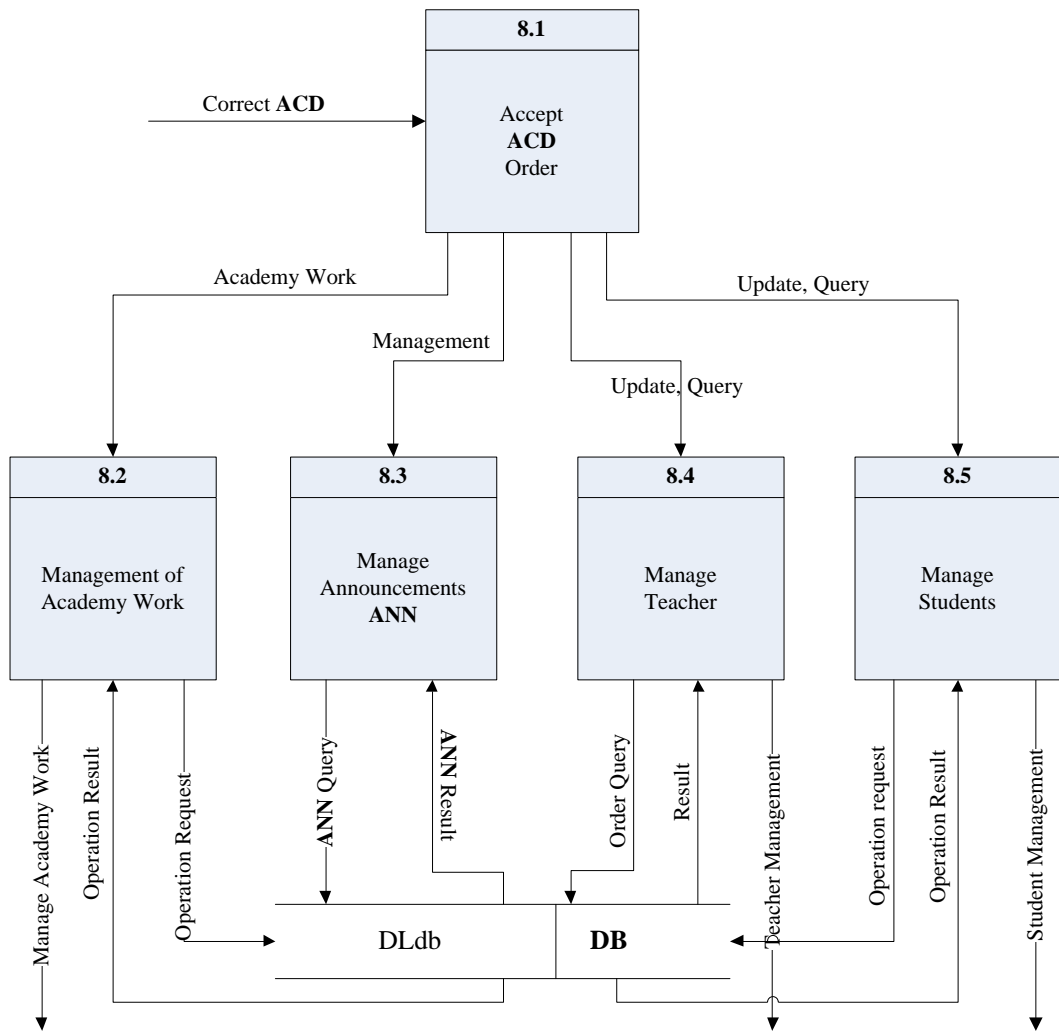 8.1
Correct ACD
Accept
ACD
Order
Academy Work
Update, Query
Management
Update, Query
8.2
8.3
8.4
8.5
Management of
Academy Work
Manage
Announcements
ANN
Manage
Teacher
Manage
Students
Manage Academy Work
Operation Result
Operation Request
ANN Query
ANN Result
Order Query
Result
Teacher Management
Operation request
Operation Result
Student Management
DLdb
DB